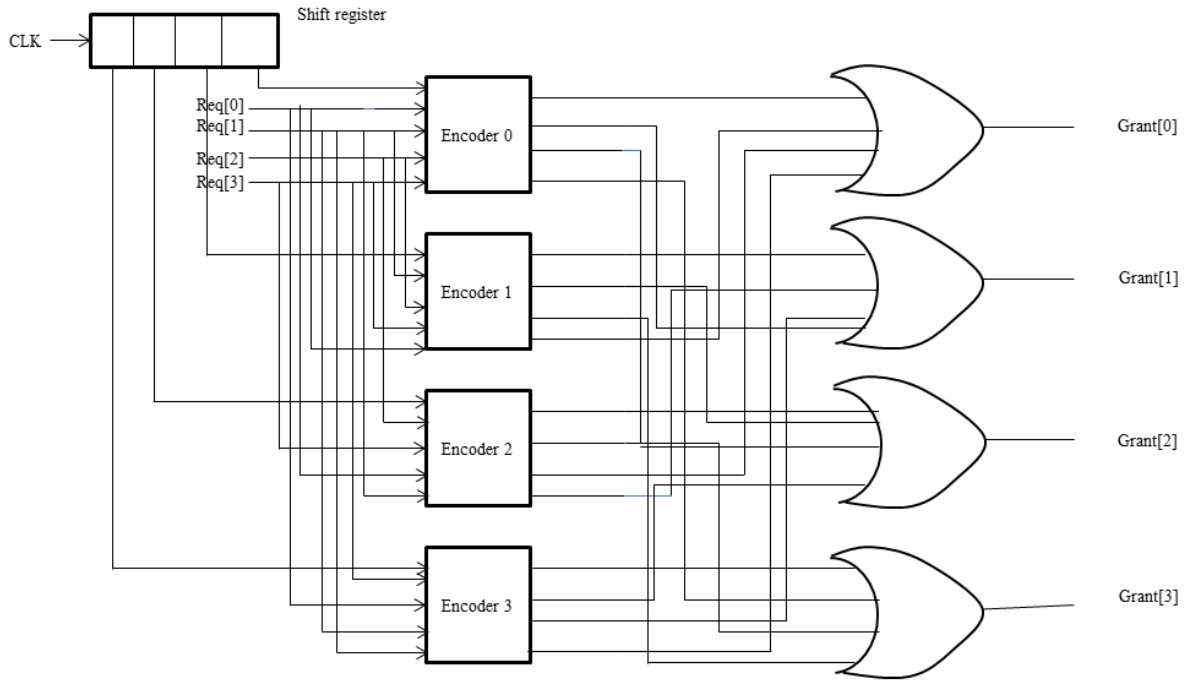 Shift register
CLK
Req[0]
Req[1]
Req[2]
Req[3]
Encoder 0
Encoder 1
Encoder 2
Encoder 3
Grant[0]
Grant[1]
Grant[2]
Grant[3]